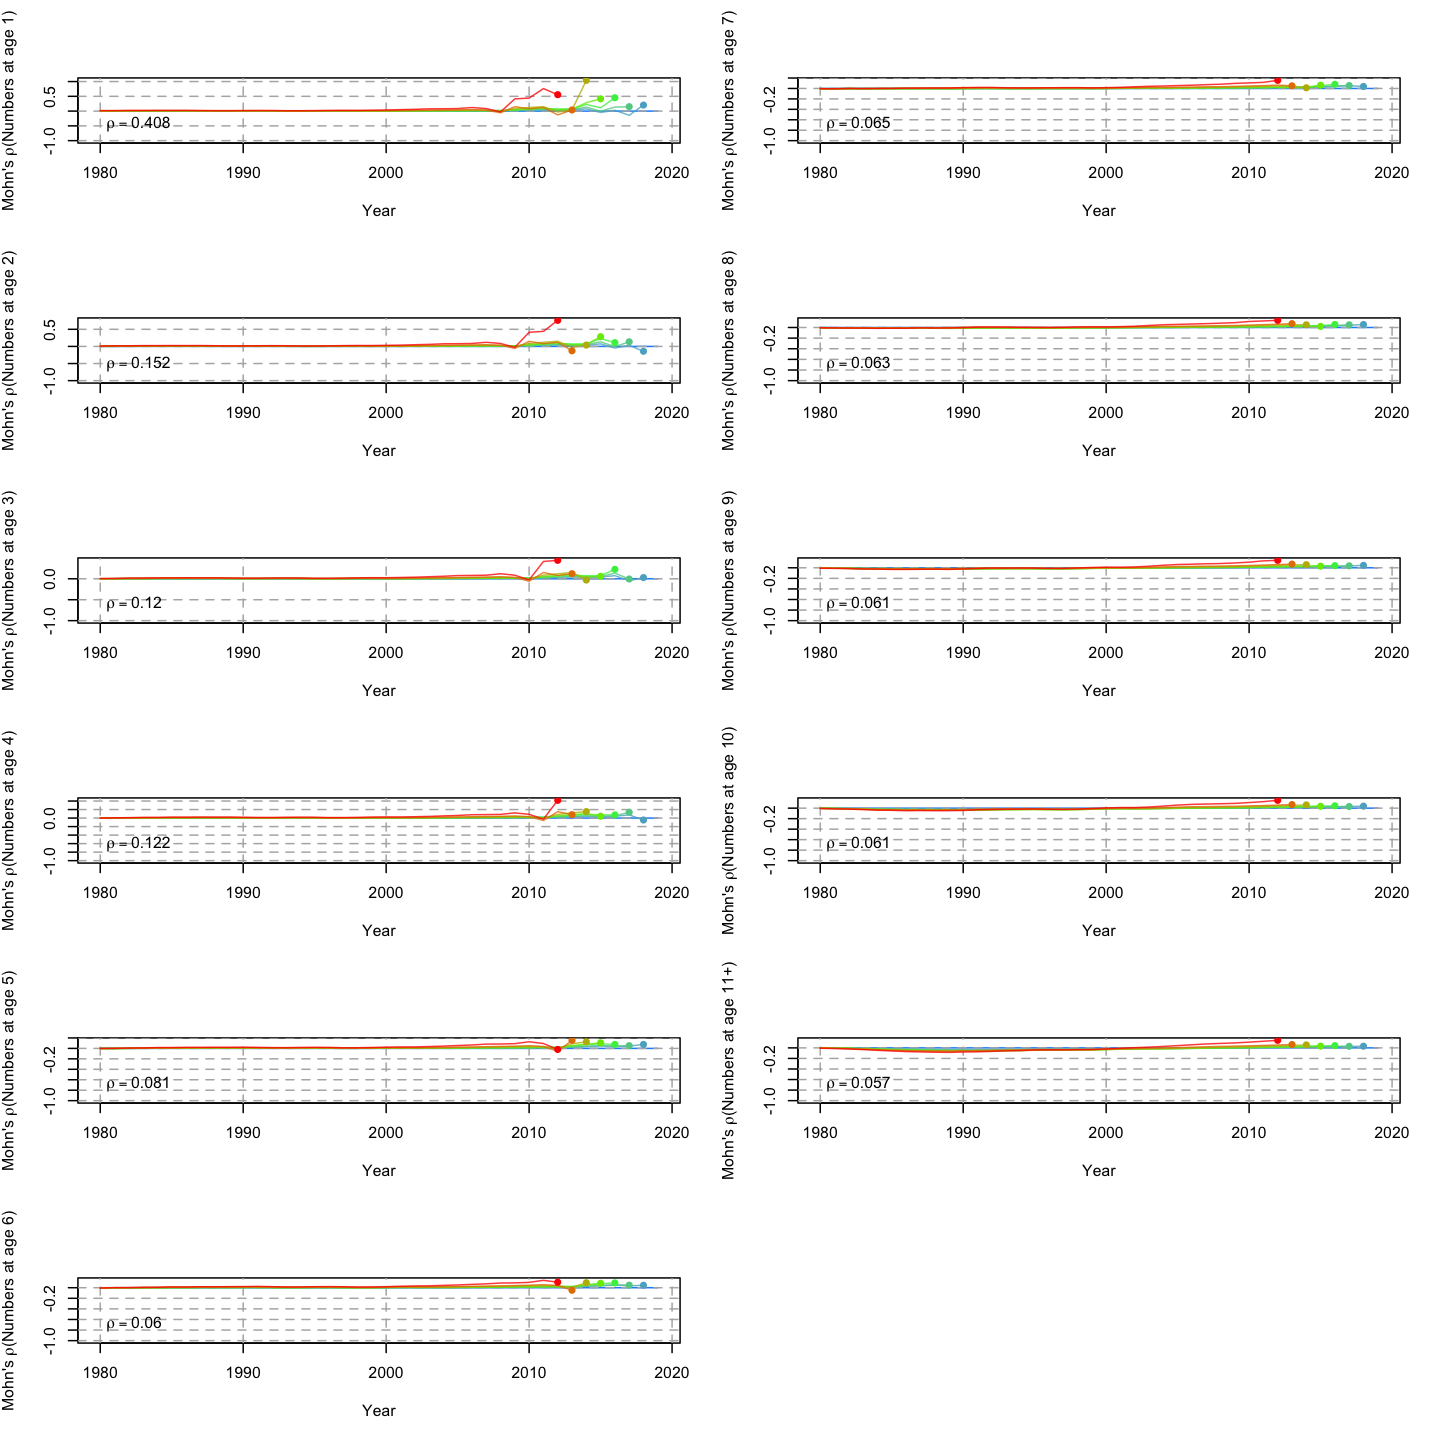 Mohn's ρ(Numbers at age 1)
0.5
-1.0
ρ = 0.408
1980 1990 2000 2010 2020
Year
Mohn's ρ(Numbers at age 2)
0.5
-1.0
ρ = 0.152
1980 1990 2000 2010 2020
Year
Mohn's ρ(Numbers at age 3)
0.0
-1.0
ρ = 0.12
1980 1990 2000 2010 2020
Year
Mohn's ρ(Numbers at age 4)
0.0
-1.0
ρ = 0.122
1980 1990 2000 2010 2020
Year
Mohn's ρ(Numbers at age 5)
-0.2
-1.0
ρ = 0.081
1980 1990 2000 2010 2020
Year
Mohn's ρ(Numbers at age 6)
-0.2
-1.0
ρ = 0.06
1980 1990 2000 2010 2020
Year
Mohn's ρ(Numbers at age 7)
-0.2
-1.0
ρ = 0.065
1980 1990 2000 2010 2020
Year
Mohn's ρ(Numbers at age 8)
-0.2
-1.0
ρ = 0.063
1980 1990 2000 2010 2020
Year
Mohn's ρ(Numbers at age 9)
-0.2
-1.0
ρ = 0.061
1980 1990 2000 2010 2020
Year
Mohn's ρ(Numbers at age 10)
-0.2
-1.0
ρ = 0.061
1980 1990 2000 2010 2020
Year
Mohn's ρ(Numbers at age 11+)
-0.2
-1.0
ρ = 0.057
1980 1990 2000 2010 2020
Year